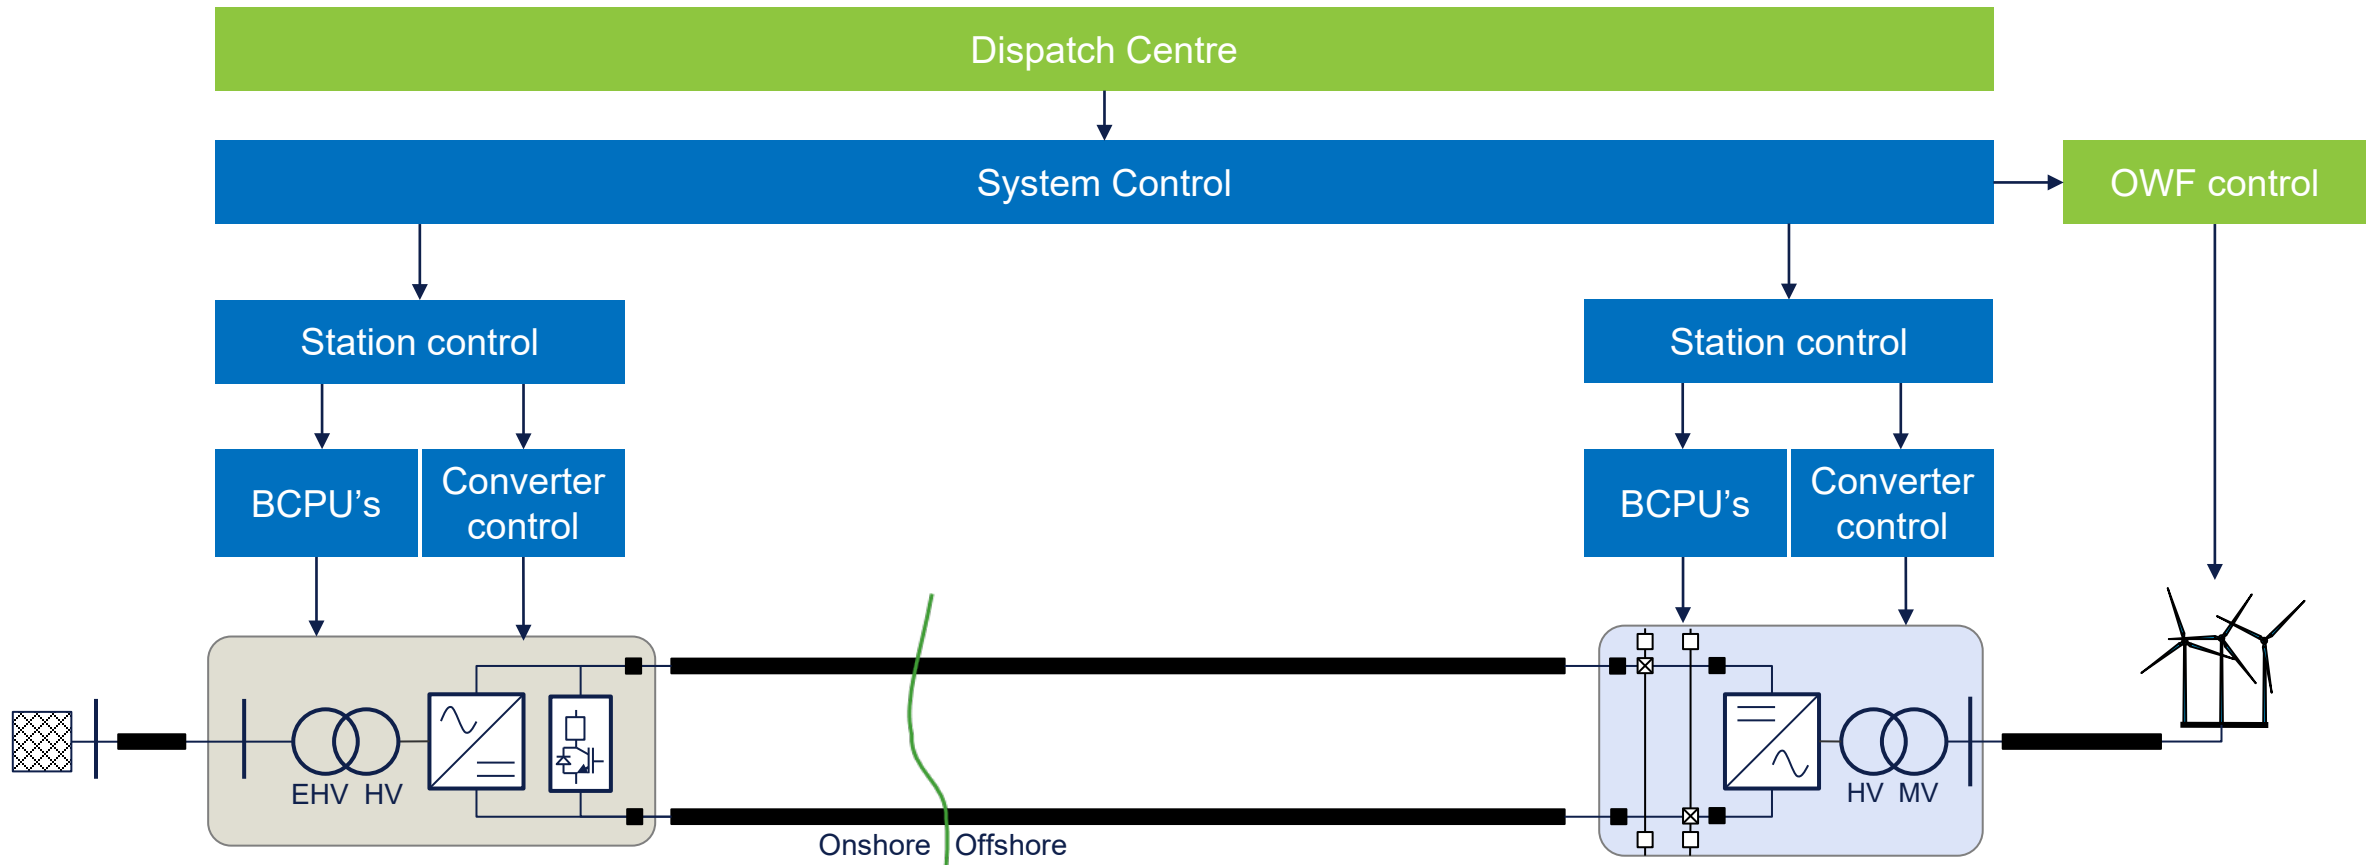 Dispatch Centre
System Control
OWF control
Station control
Station control
BCPU’s
Converter
control
BCPU’s
Converter
control
EHV HV
HV MV
Onshore
Offshore